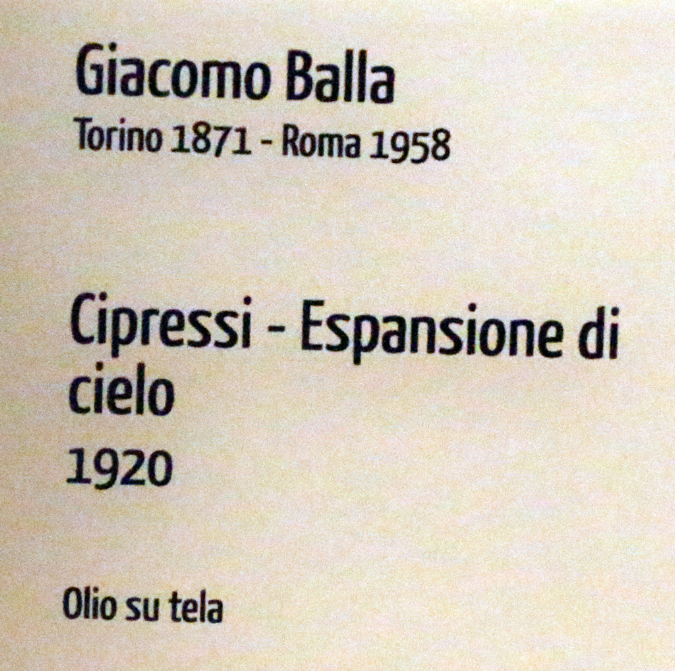 Giacomo Balla
Torino 1871 - Roma 1958
Cipressi - Espansione di
cielo
1920
Olio su tela